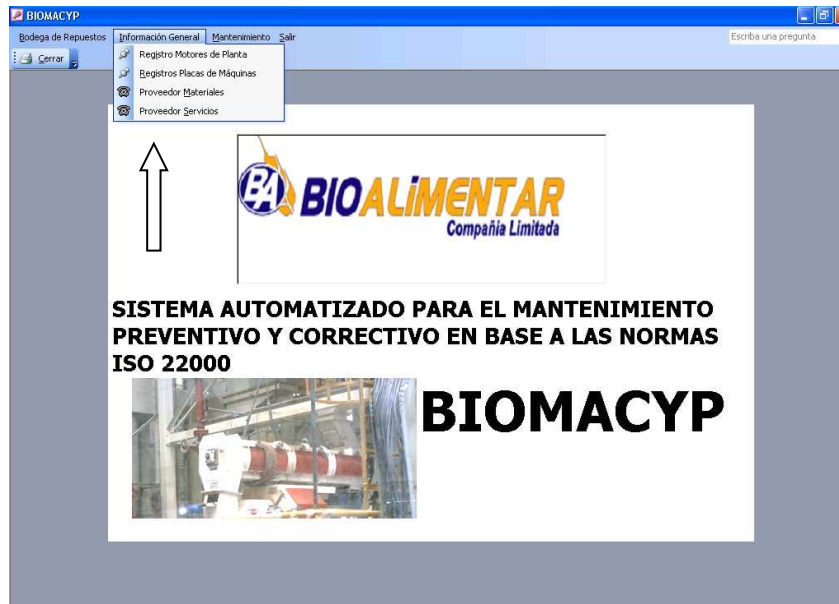 BIOMACYP
Bodega de Repuestos Información General Mantenimiento Salir
Escriba una pregunta
Cerrar
Registro Motores de Planta
Registros Placas de Máquinas
Proveedor Materiales
Proveedor Servicios
BA BIOALiMENTAR
Compañia Limitada
SISTEMA AUTOMATIZADO PARA EL MANTENIMIENTO
PREVENTIVO Y CORRECTIVO EN BASE A LAS NORMAS
ISO 22000
BIOMACYP